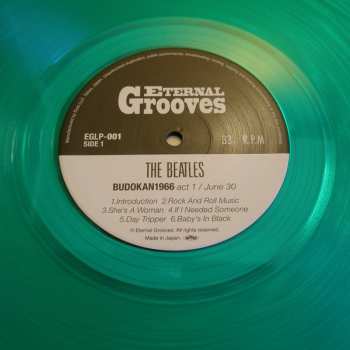 ETERNAL
GROOVES
EGLP-001
SIDE 1
33⅓ R.P.M
THE BEATLES
BUDOKAN1966 act 1 / June 30
1.Introduction 2.Rock And Roll Music
3.She's A Woman 4.If I Needed Someone
5.Day Tripper 6.Baby's In Black
℗ Eternal Grooves. All rights reserved.
Made in Japan.